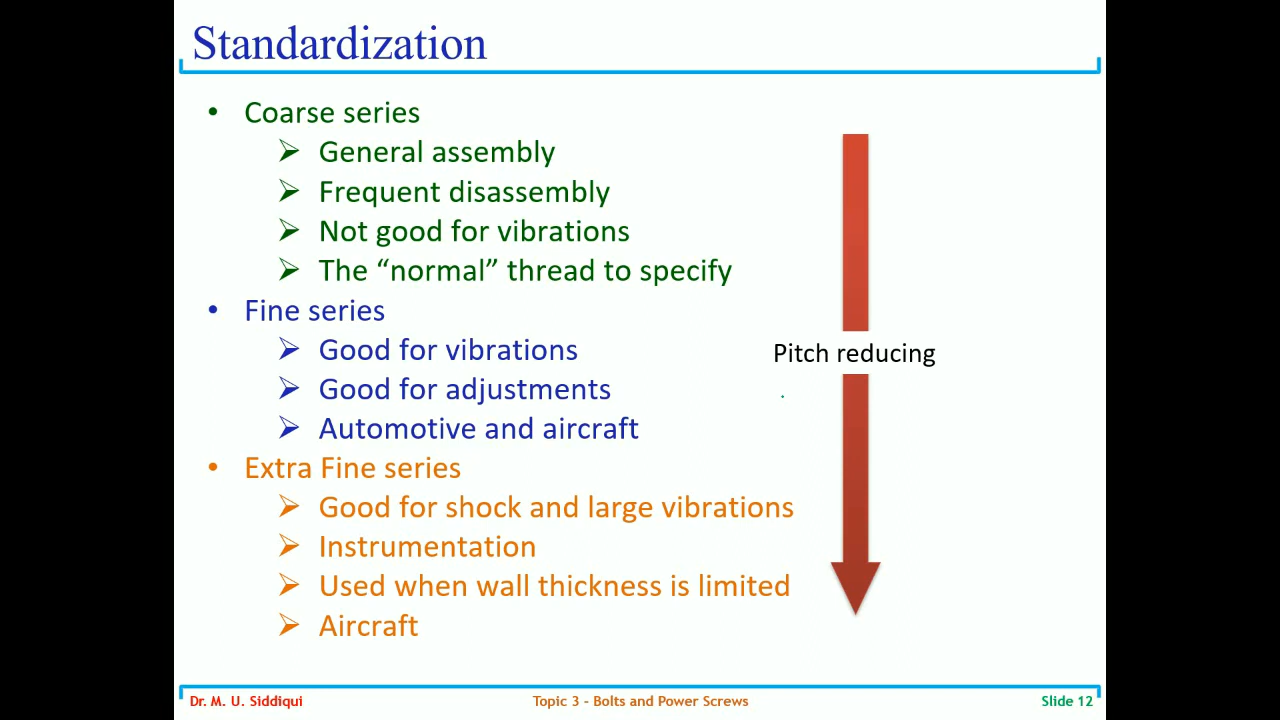 Standardization
• Coarse series
➢ General assembly
➢ Frequent disassembly
➢ Not good for vibrations
➢ The “normal” thread to specify
• Fine series
➢ Good for vibrations
Pitch reducing
➢ Good for adjustments
➢ Automotive and aircraft
• Extra Fine series
➢ Good for shock and large vibrations
➢ Instrumentation
➢ Used when wall thickness is limited
➢ Aircraft
Dr. M. U. Siddiqui
Topic 3 - Bolts and Power Screws
Slide 12